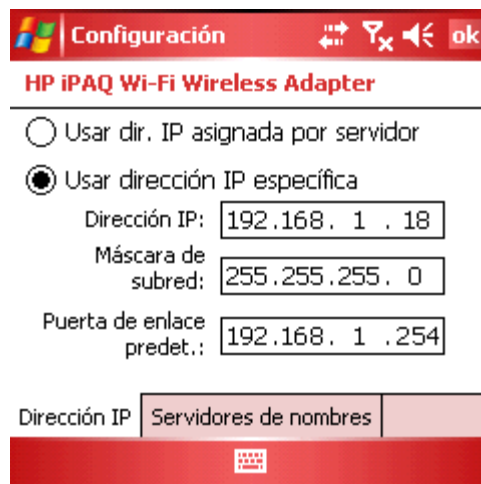 Configuración ok
HP iPAQ Wi-Fi Wireless Adapter
Usar dir. IP asignada por servidor
Usar dirección IP específica
Dirección IP: 192.168. 1 . 18
Máscara de
subred: 255.255.255. 0
Puerta de enlace
predet.: 192.168. 1 .254
Dirección IP Servidores de nombres